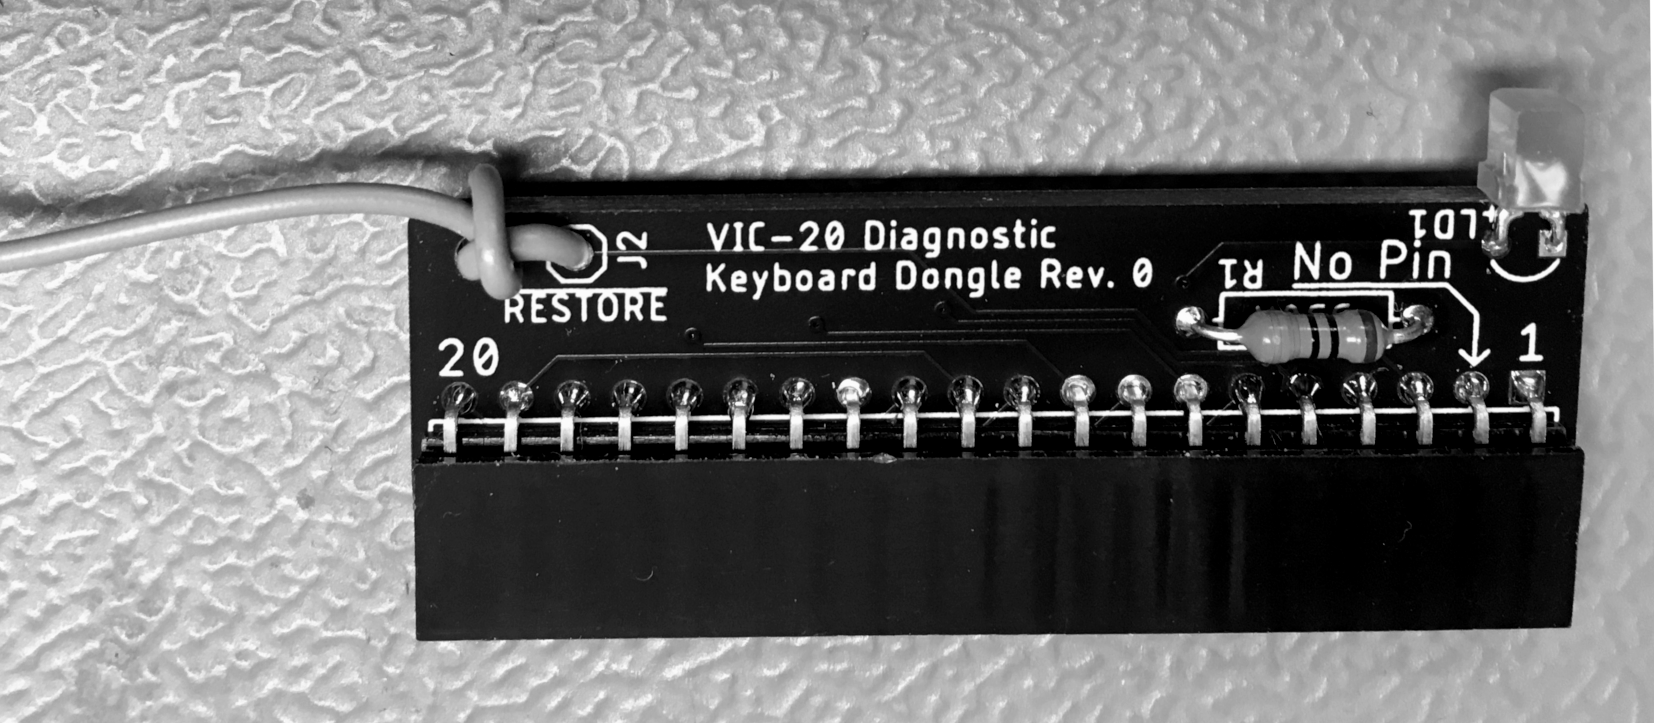 VIC-20 Diagnostic
Keyboard Dongle Rev. 0
J2
RESTORE
LD1
+
R1
No Pin
20
1